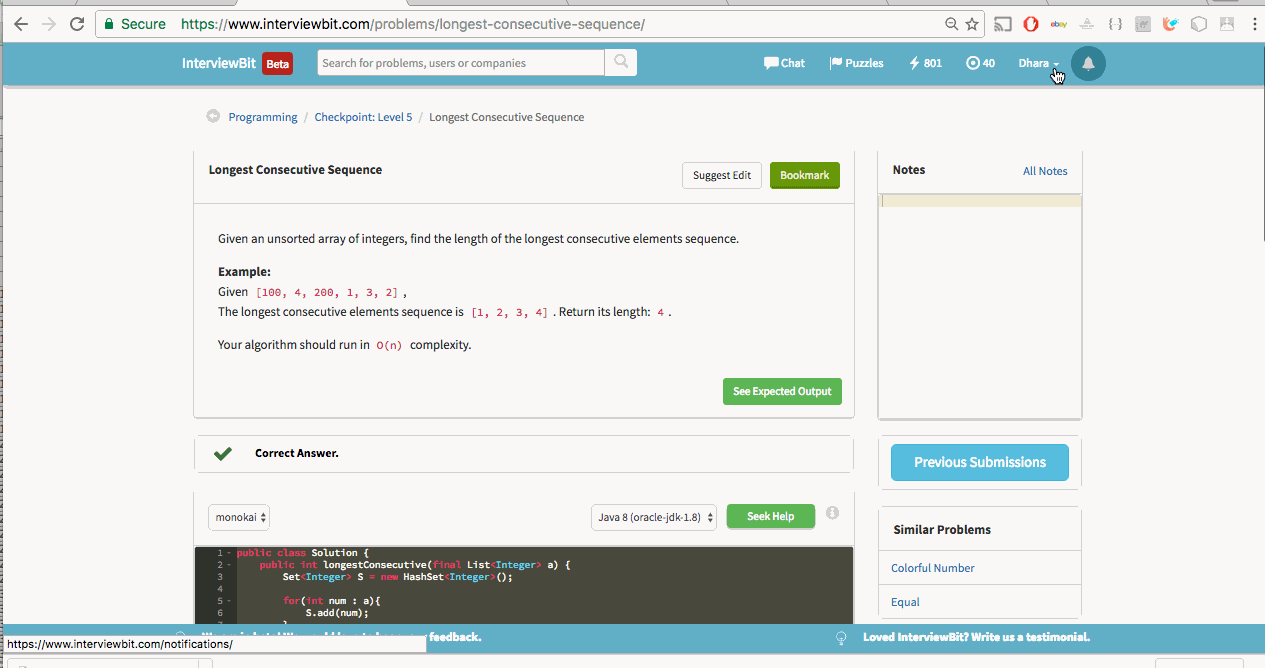 Secure https://www.interviewbit.com/problems/longest-consecutive-sequence/
ebay
InterviewBit Beta Search for problems, users or companies Chat Puzzles 801 40 Dhara
Programming / Checkpoint: Level 5 / Longest Consecutive Sequence
Longest Consecutive Sequence
Suggest Edit Bookmark
Given an unsorted array of integers, find the length of the longest consecutive elements sequence.
Example:
Given [100, 4, 200, 1, 3, 2] ,
The longest consecutive elements sequence is [1, 2, 3, 4] . Return its length: 4 .
Your algorithm should run in O(n) complexity.
See Expected Output
Notes All Notes
Correct Answer.
Previous Submissions
monokai Java 8 (oracle-jdk-1.8) Seek Help
Similar Problems
Colorful Number
Equal
1 - public class Solution {
2 - public int longestConsecutive(final List<Integer> a) {
3 Set<Integer> S = new HashSet<Integer>();
4
5 - for(int num : a){
6 S.add(num);
feedback.
Loved InterviewBit? Write us a testimonial.
https://www.interviewbit.com/notifications/